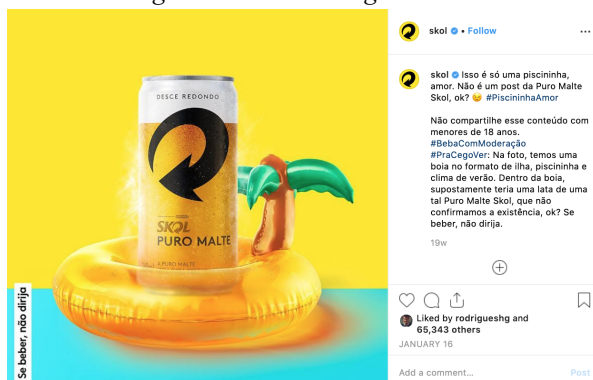 DESCE REDONDO
SKOL
PURO MALTE
A PURO MALTE
Se beber, não dirija
skol • Follow
skol Isso é só uma piscininha,
amor. Não é um post da Puro Malte
Skol, ok? 😉 #PiscininhaAmor
Não compartilhe esse conteúdo com
menores de 18 anos.
#BebaComModeração
#PraCegoVer: Na foto, temos uma
boia no formato de ilha, piscininha e
clima de verão. Dentro da boia,
supostamente teria uma lata de uma
tal Puro Malte Skol, que não
confirmamos a existência, ok? Se
beber, não dirija.
19w
Liked by rodrigueshg and
65,343 others
JANUARY 16
Add a comment...
Post